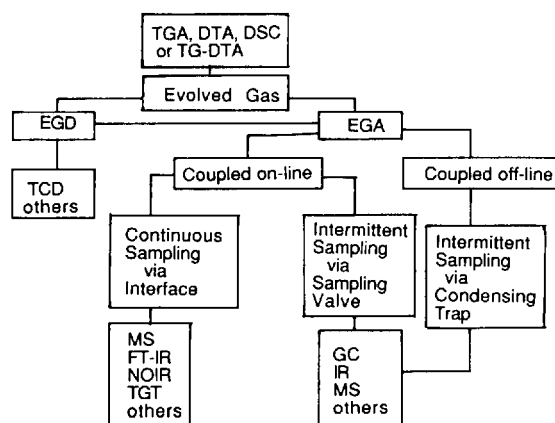 TGA, DTA, DSC
or TG-DTA
Evolved Gas
EGD
EGA
TCD
others
Coupled on-line
Coupled off-line
Continuous
Sampling
via
Interface
Intermittent
Sampling
via
Sampling
Valve
Intermittent
Sampling
via
Condensing
Trap
MS
FT-IR
NOIR
TGT
others
GC
IR
MS
others